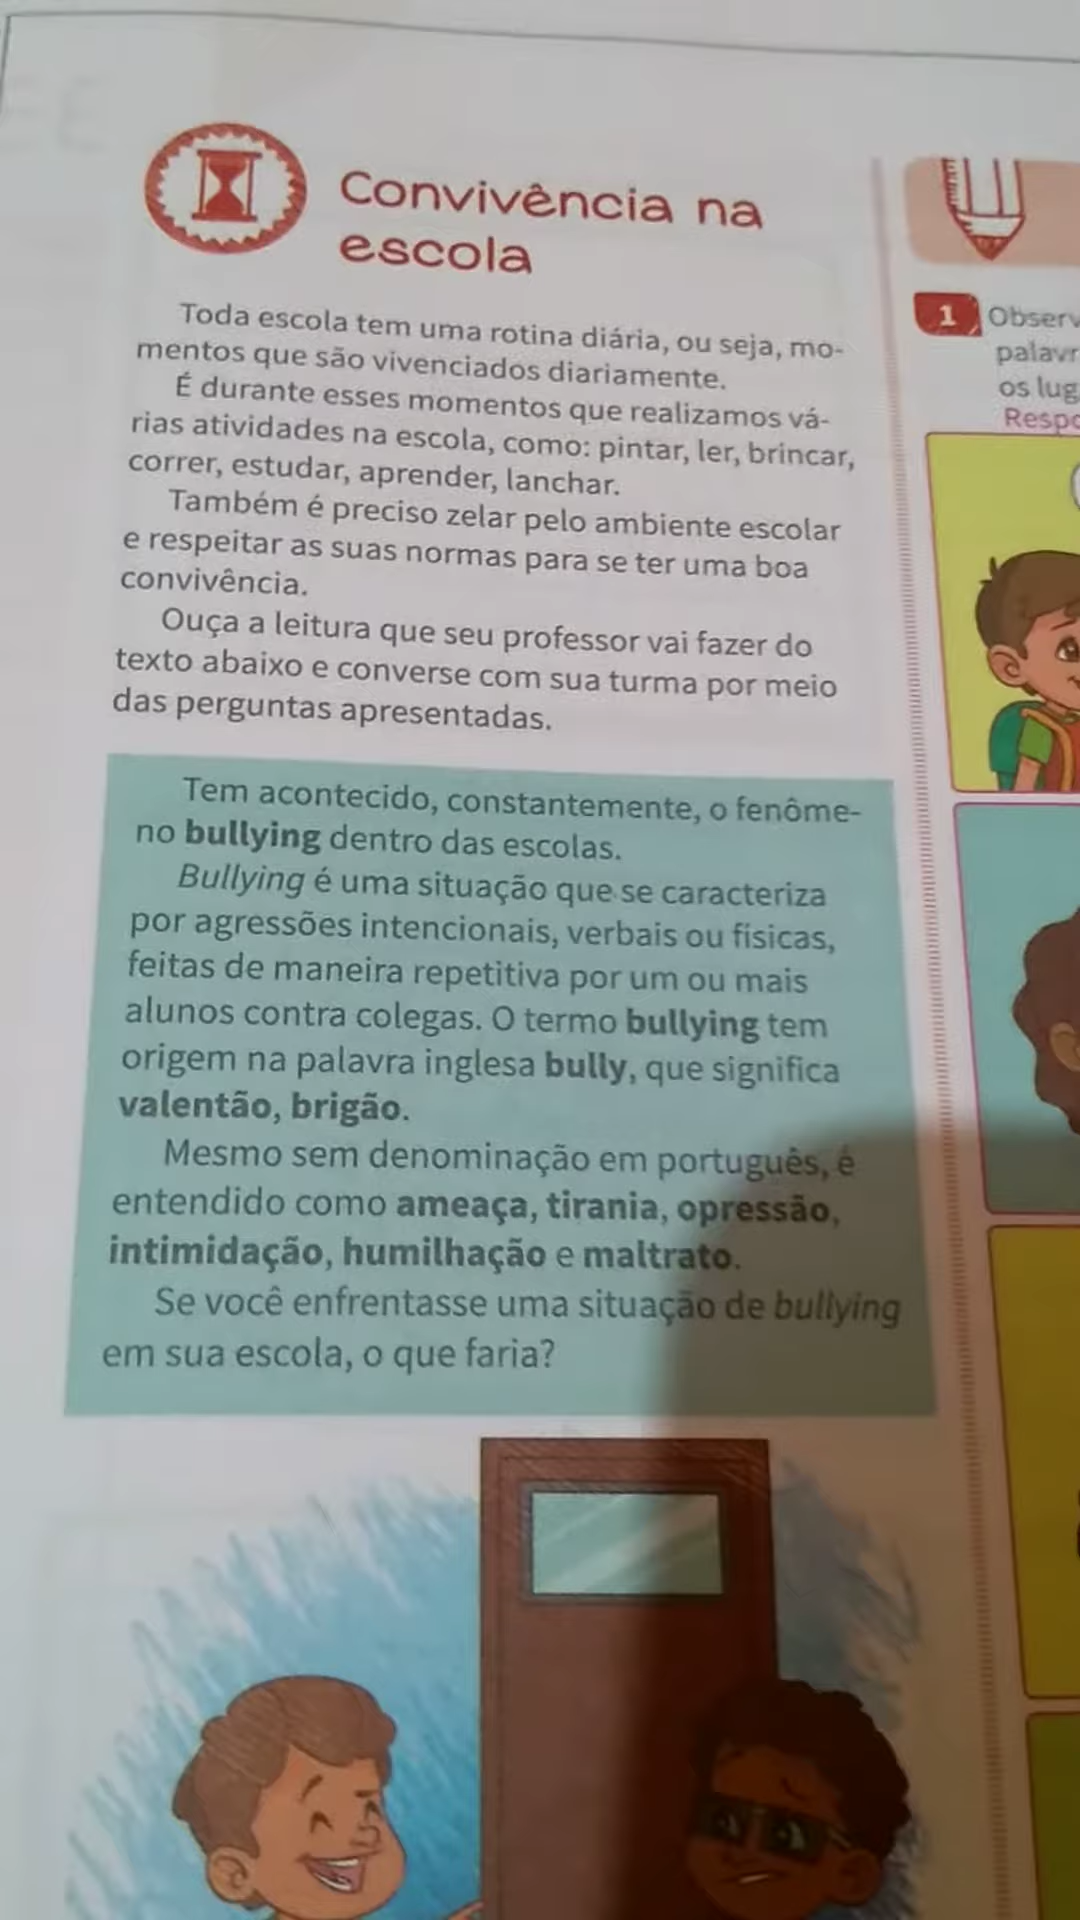 Convivência na
escola
Toda escola tem uma rotina diária, ou seja, mo-
mentos que são vivenciados diariamente.
É durante esses momentos que realizamos vá-
rias atividades na escola, como: pintar, ler, brincar,
correr, estudar, aprender, lanchar.
Também é preciso zelar pelo ambiente escolar
e respeitar as suas normas para se ter uma boa
convivência.
Ouça a leitura que seu professor vai fazer do
texto abaixo e converse com sua turma por meio
das perguntas apresentadas.
Tem acontecido, constantemente, o fenôme-
no bullying dentro das escolas.
Bullying é uma situação que se caracteriza
por agressões intencionais, verbais ou físicas,
feitas de maneira repetitiva por um ou mais
alunos contra colegas. O termo bullying tem
origem na palavra inglesa bully, que significa
valentão, brigão.
Mesmo sem denominação em português, é
entendido como ameaça, tirania, opressão,
intimidação, humilhação e maltrato.
Se você enfrentasse uma situação de bullying
em sua escola, o que faria?
1 Observ
palavr
os lug
Respo